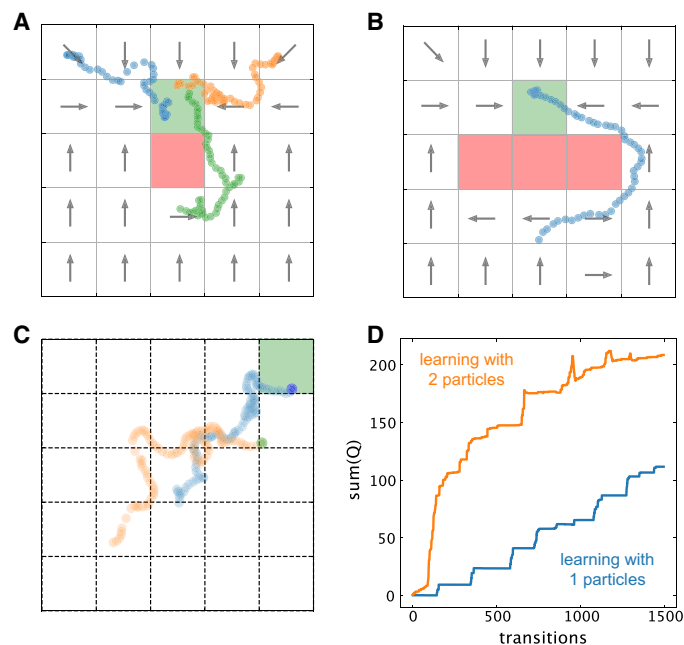 A
B
C
D
learning with
2 particles
learning with
1 particles
sum(Q)
200
150
100
50
0
0
500
1000
1500
transitions